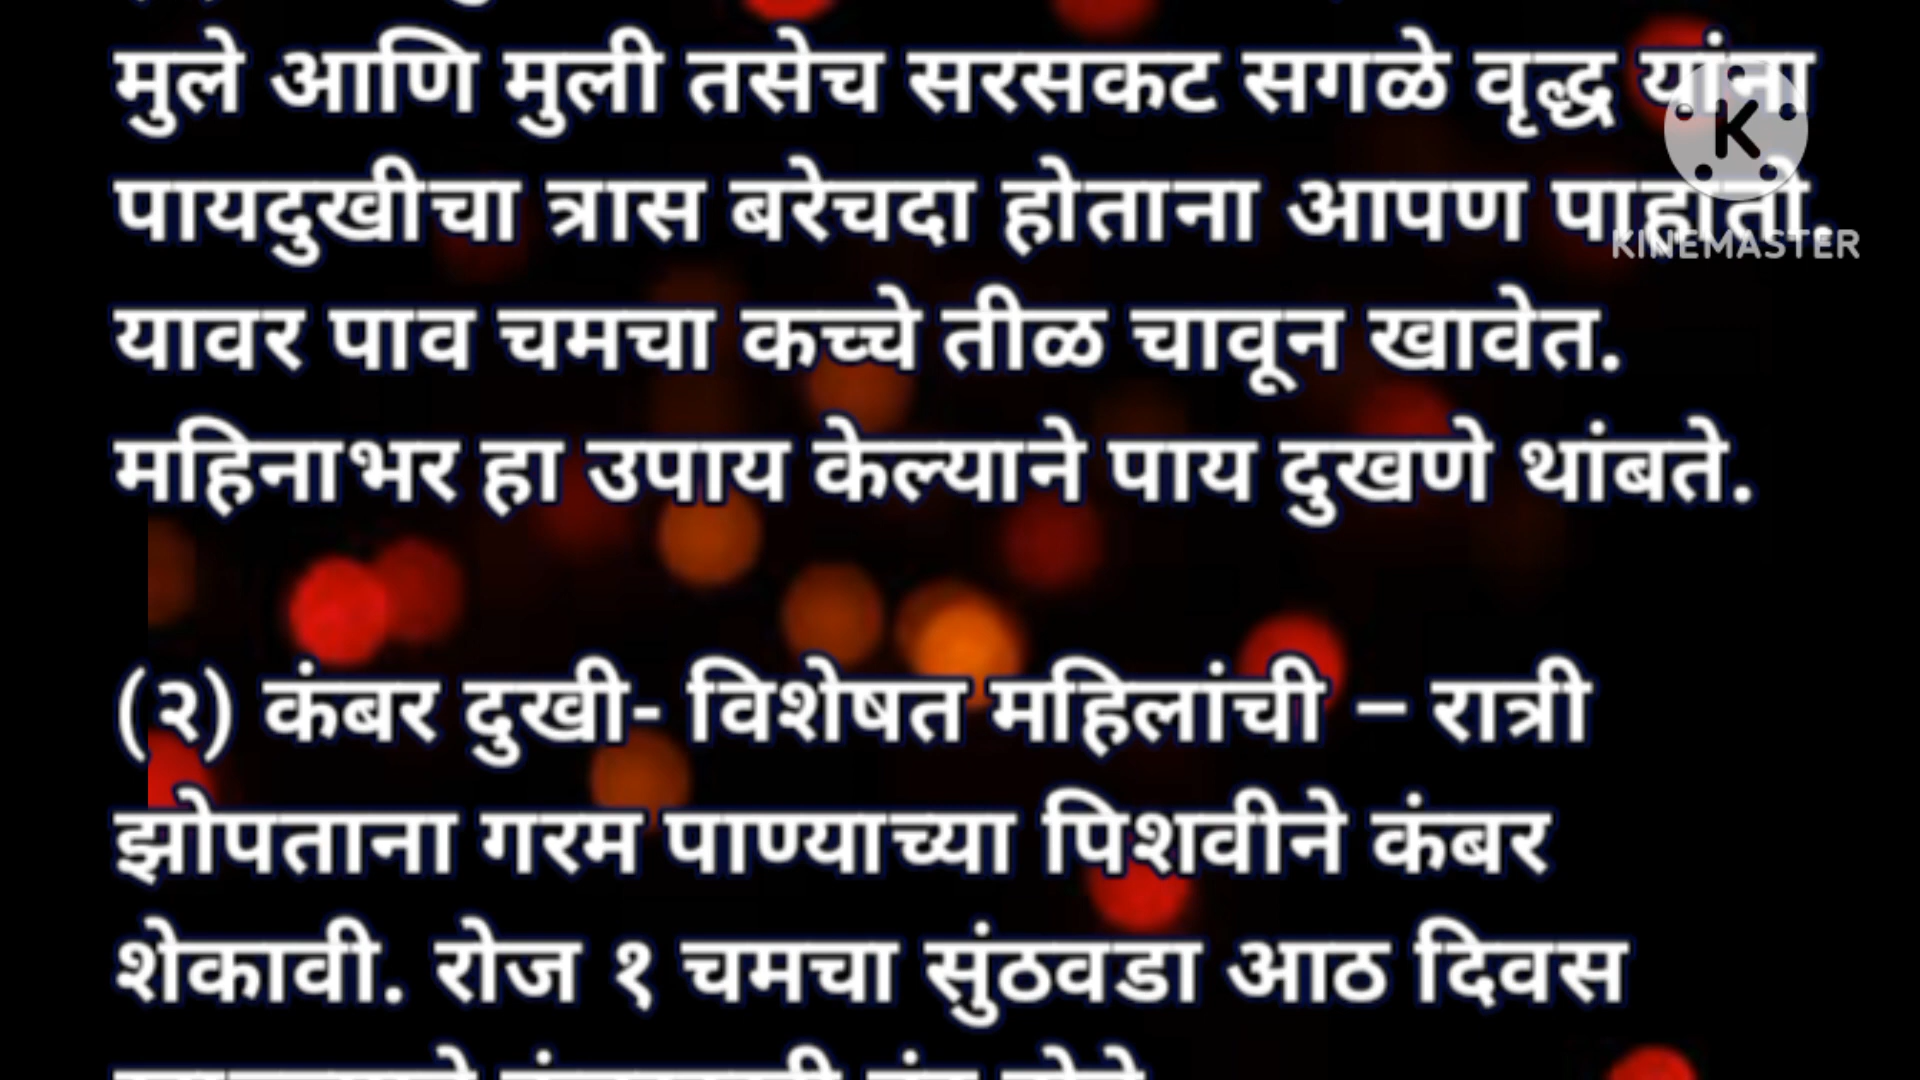 मुले आणि मुली तसेच सरसकट सगळे वृद्ध यांना
पायदुखीचा त्रास बरेचदा होताना आपण पाहातो.
KINEMASTER
यावर पाव चमचा कच्चे तीळ चावून खावेत.
महिनाभर हा उपाय केल्याने पाय दुखणे थांबते.
(२) कंबर दुखी- विशेषत महिलांची – रात्री
झोपताना गरम पाण्याच्या पिशवीने कंबर
शेकावी. रोज १ चमचा सुंठवडा आठ दिवस